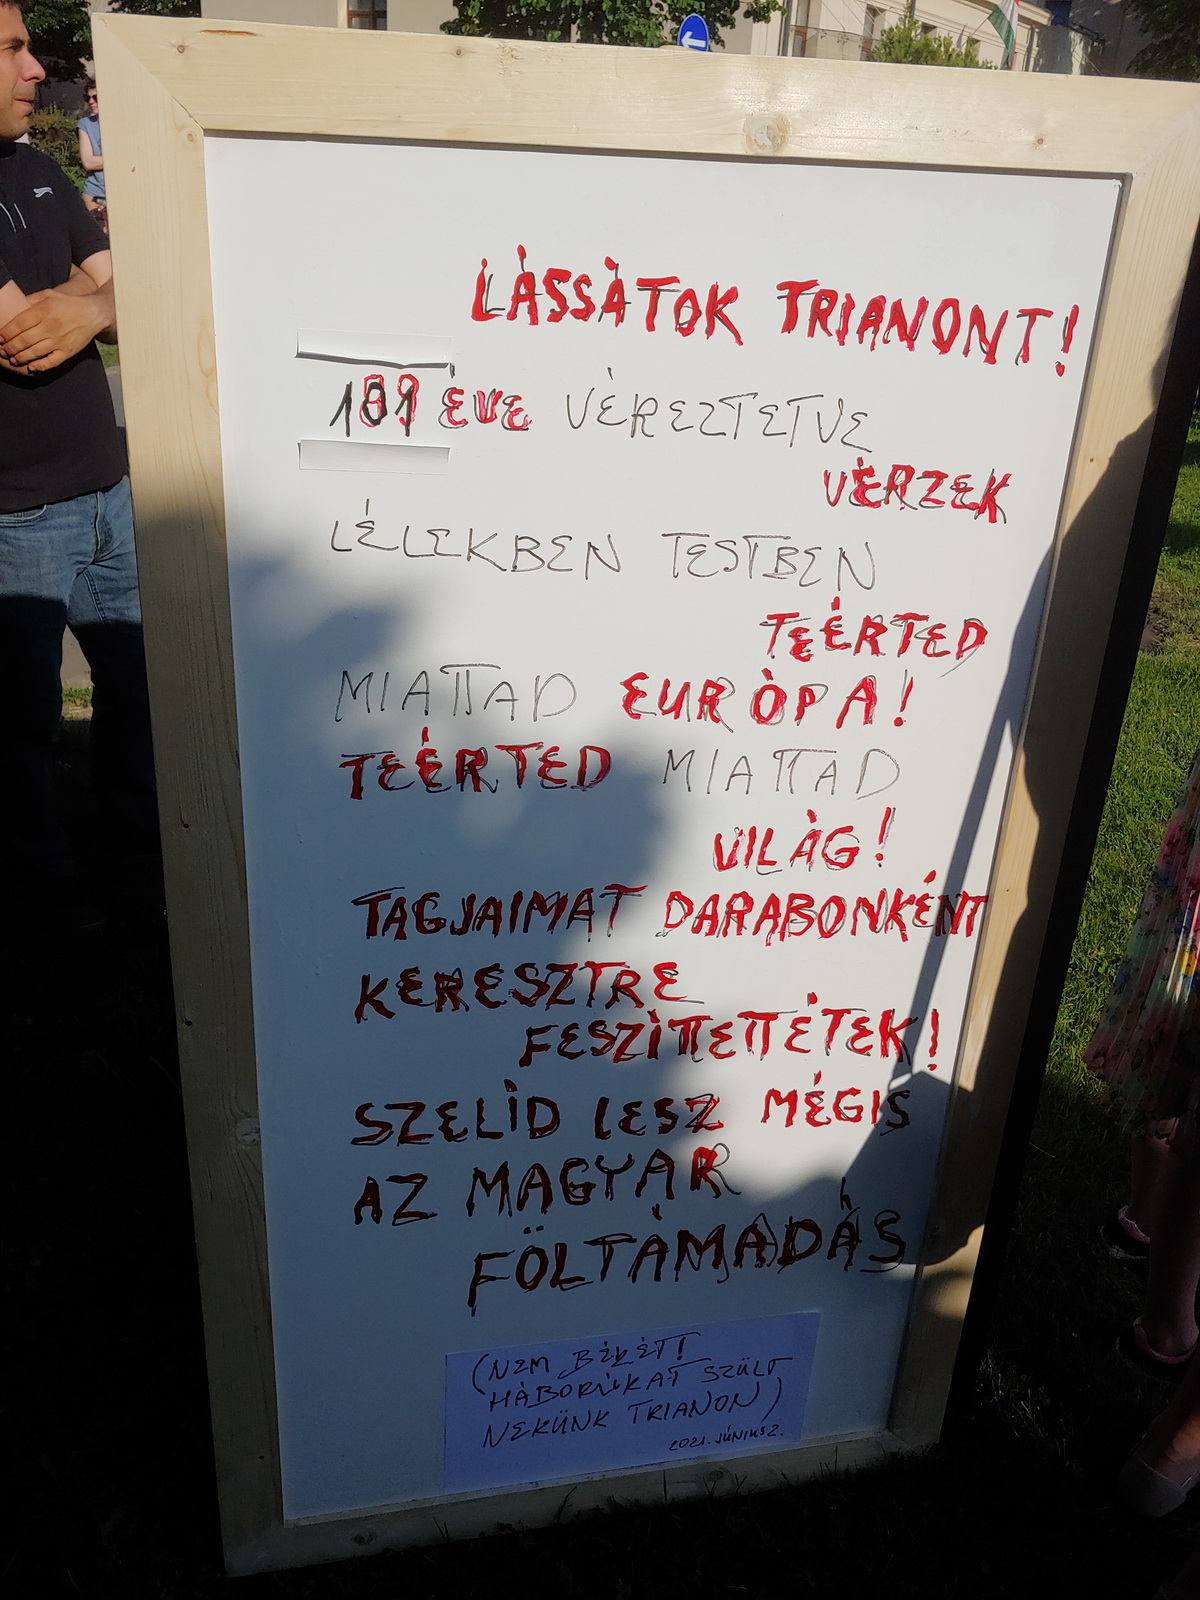 LÁSSÁTOK TRIANONT!
101 ÉVE VÉREZTETVE
VÉRZEK
LÉLEKBEN TESTBEN
TEÉRTED
MIATTAD EURÓPA!
TEÉRTED MIATTAD
VILÁG!
TAGJAIMAT DARABONKÉNT
KERESZTRE
FESZÍTETTÉTEK!
SZELÍD LESZ MÉGIS
AZ MAGYAR
FÖLTÁMADÁS
(NEM BÉKÉT!
HÁBORÚKAT SZÜLT
NEKÜNK TRIANON)
2021. JÚNIUS 2.